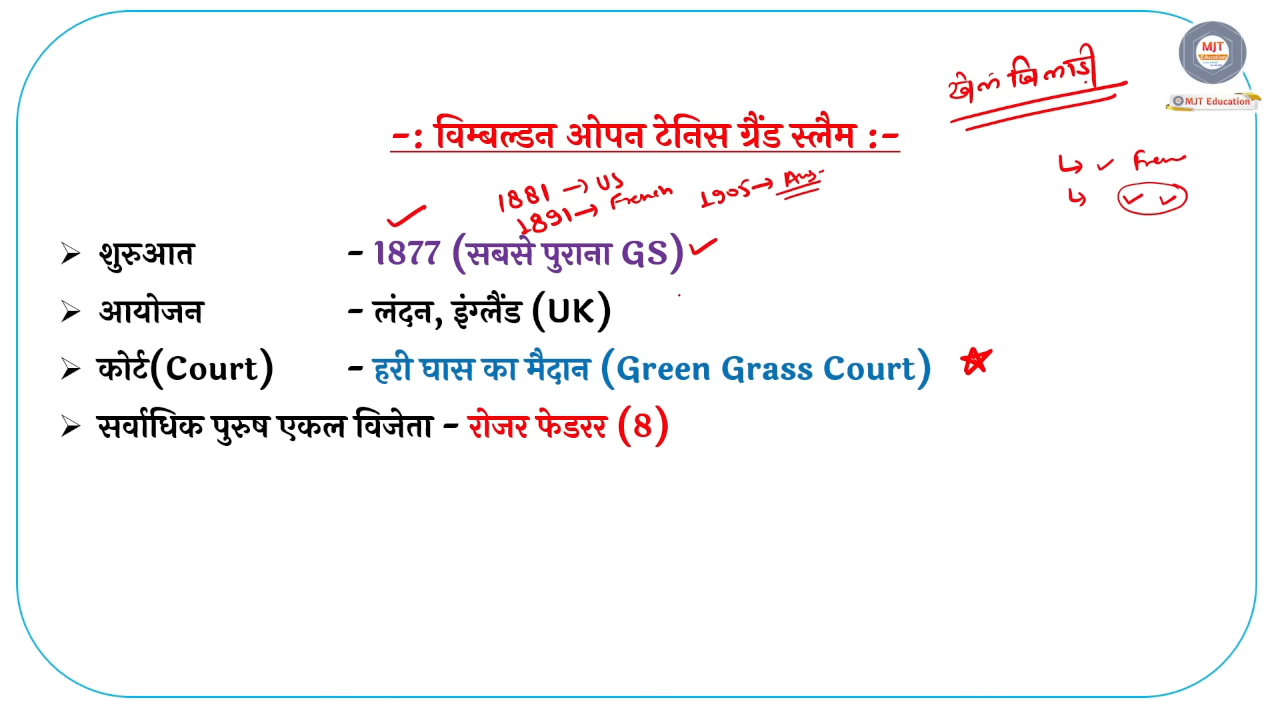 MJT
Education
MJT Education
खेल खिलाड़ी
-: विम्बल्डन ओपन टेनिस ग्रैंड स्लैम :-
1881 → US
1891 → French
1905 → Aus.
➢ शुरुआत - 1877 (सबसे पुराना GS)
➢ आयोजन - लंदन, इंग्लैंड (UK)
➢ कोर्ट(Court) - हरी घास का मैदान (Green Grass Court)
➢ सर्वाधिक पुरुष एकल विजेता - रोजर फेडरर (8)